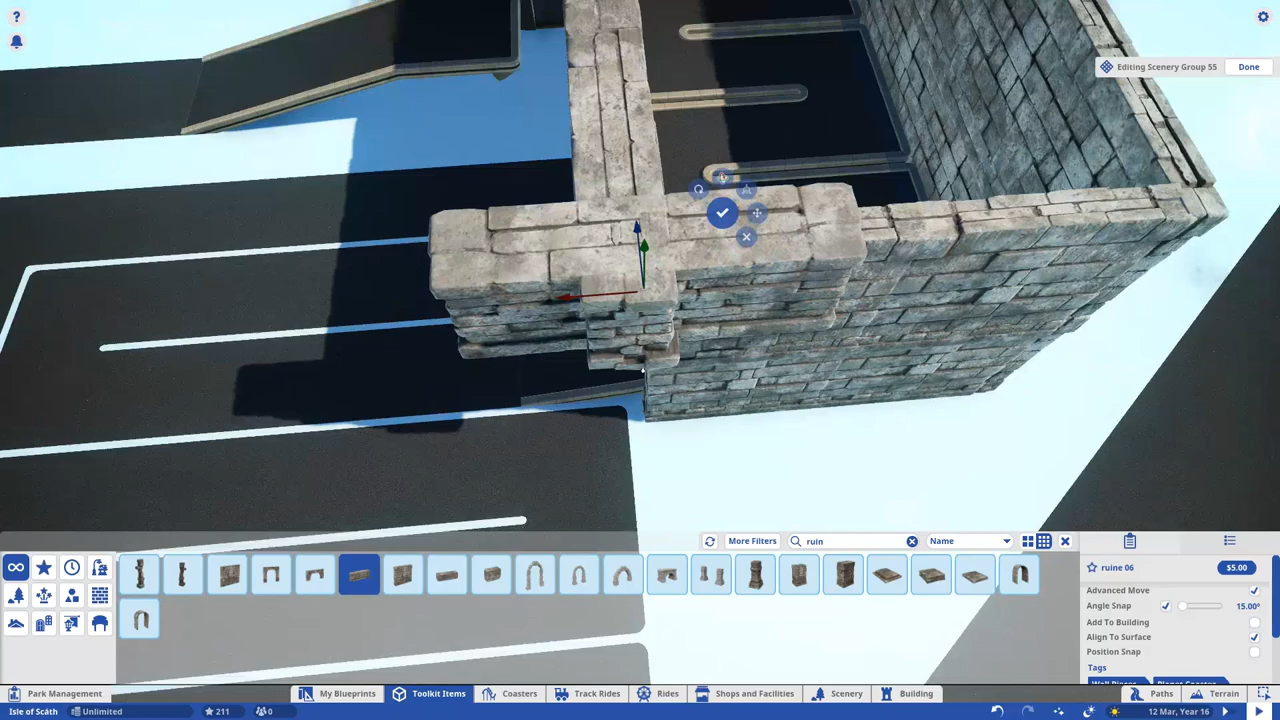 ?
Editing Scenery Group 55 Done
More Filters ruin Name
ruine 06 $5.00
Advanced Move
Angle Snap 15.00°
Add To Building
Align To Surface
Position Snap
Tags
Park Management My Blueprints Toolkit Items Coasters Track Rides Rides Shops and Facilities Scenery Building Paths Terrain
Isle of Scáth Unlimited 211 0 12 Mar, Year 16